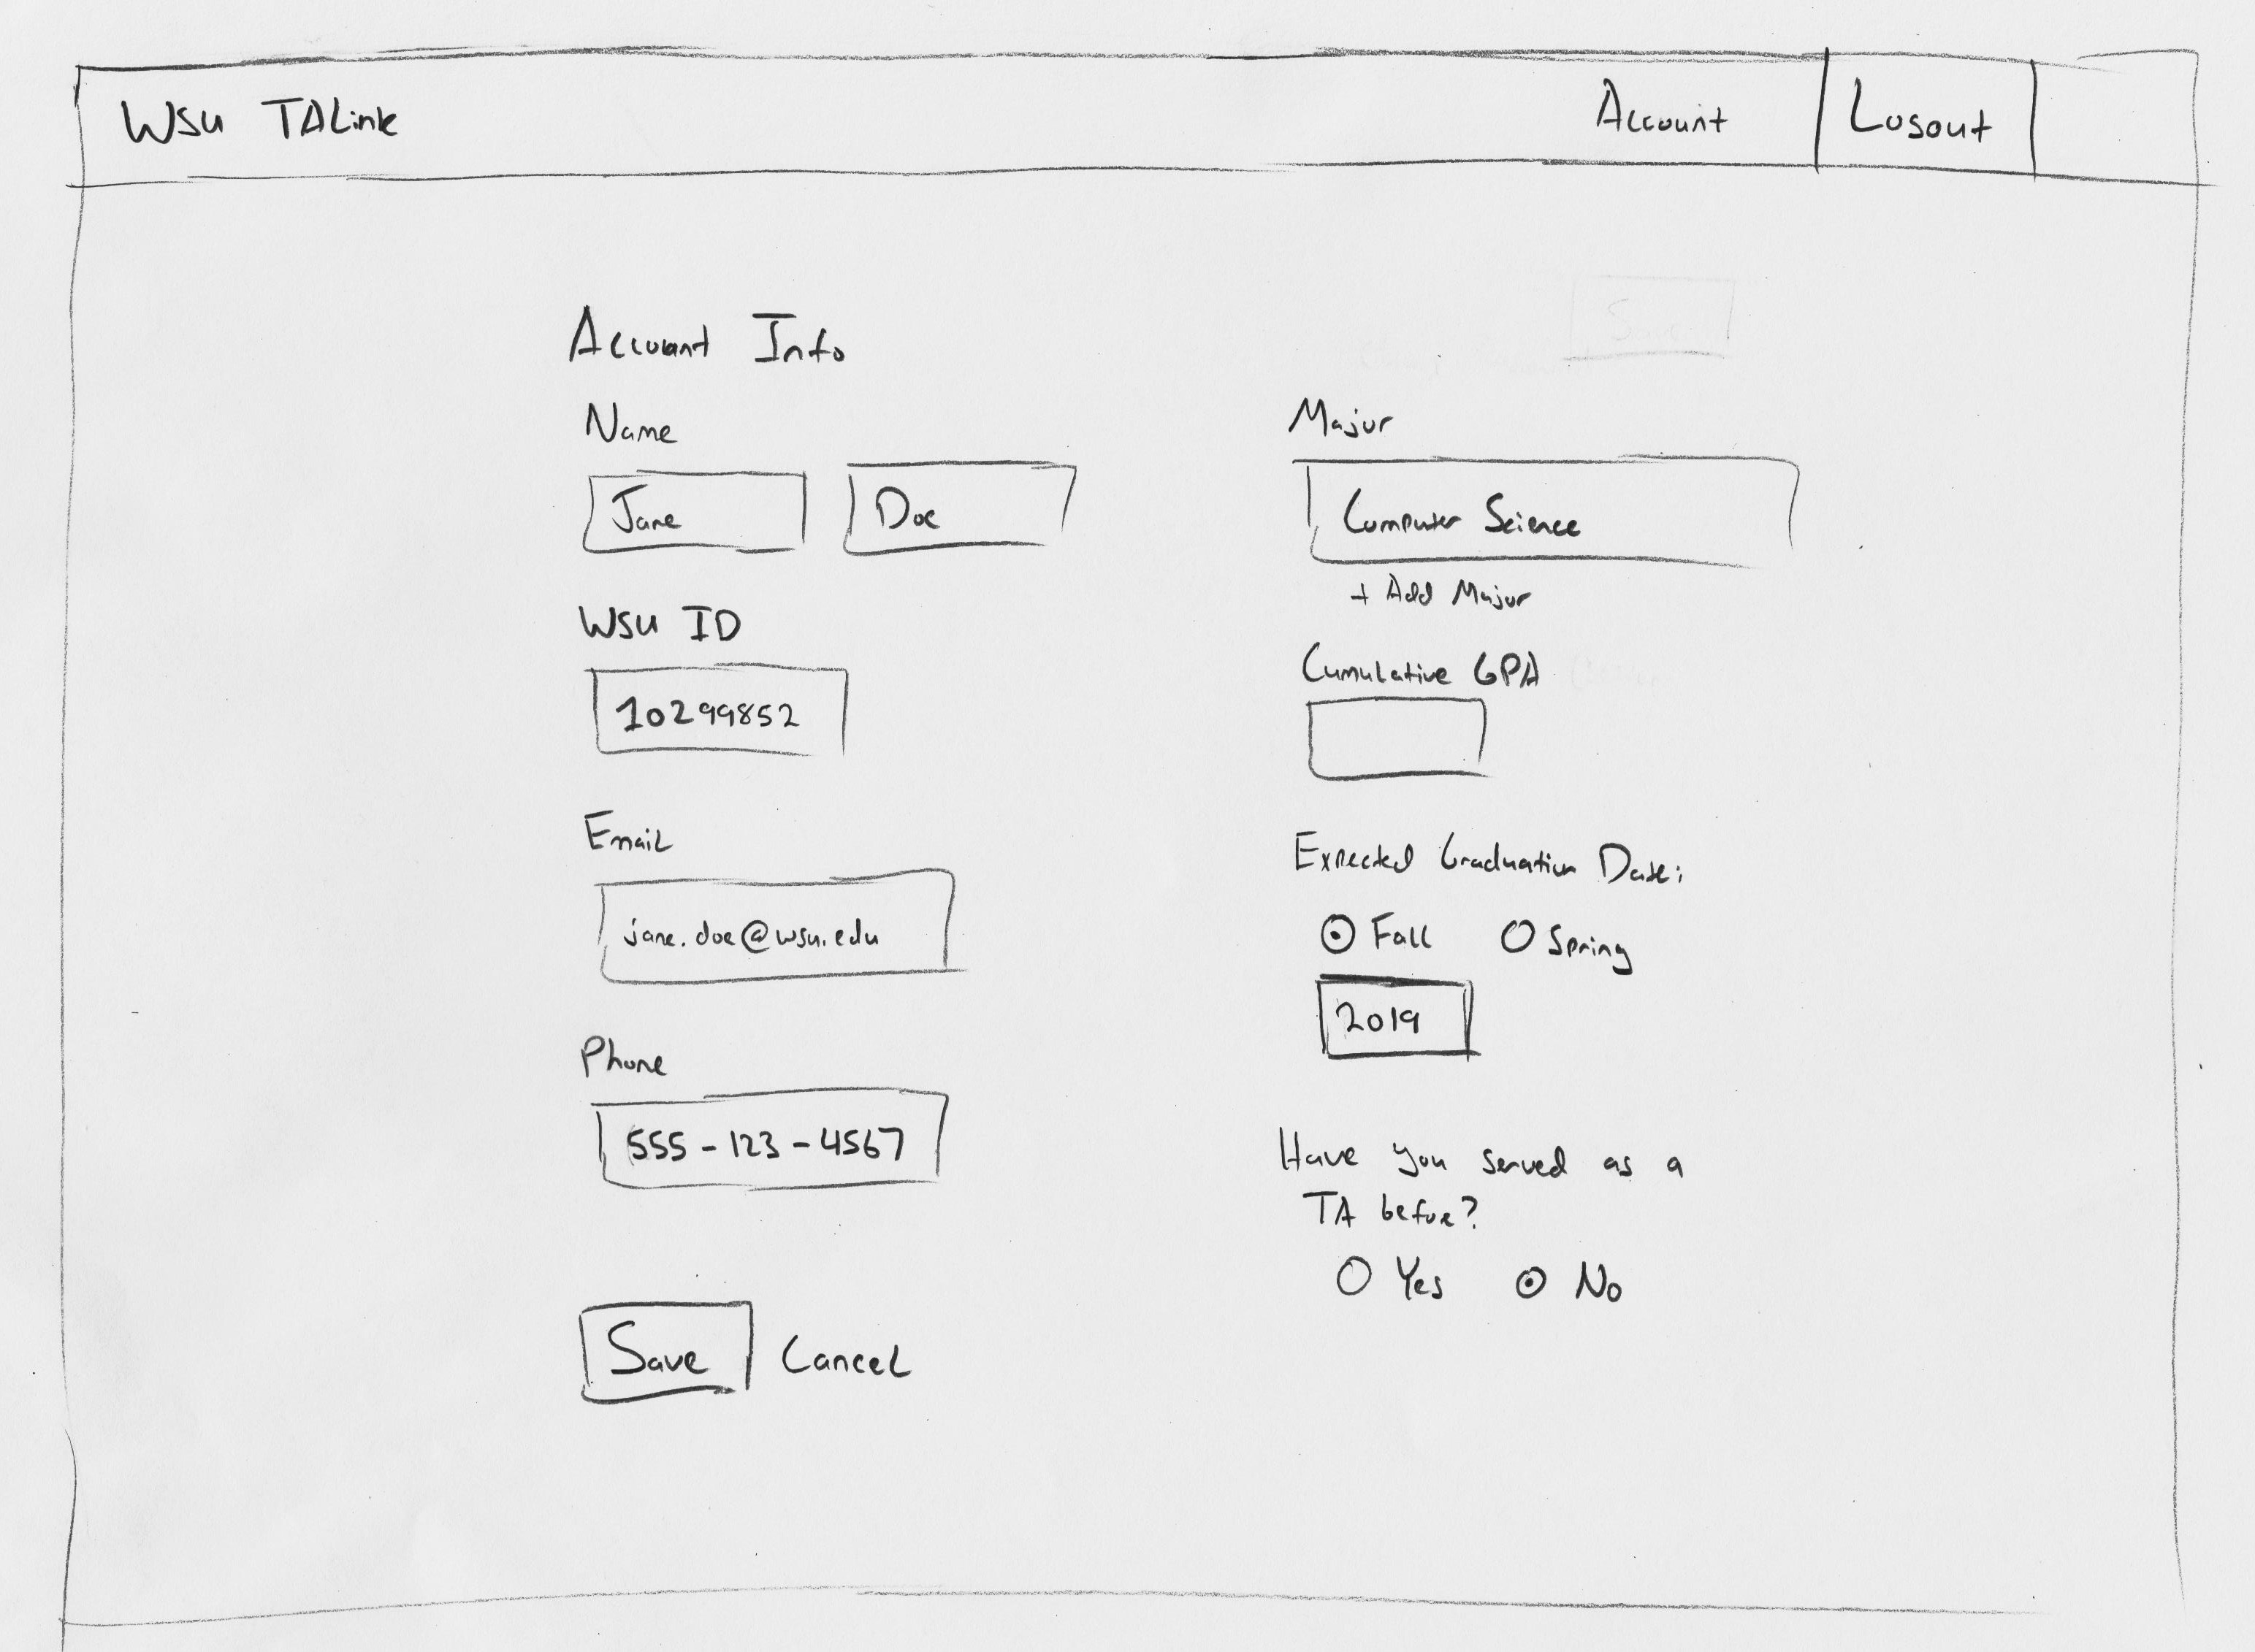 WSU TALink
Account
Logout
Account Info
Name
Jane
Doe
WSU ID
10299852
Email
jane.doe@wsu.edu
Phone
555-123-4567
Save
Cancel
Major
Computer Science
+ Add Major
Cumulative GPA
Expected Graduation Date:
Fall
Spring
2019
Have you served as a
TA before?
Yes
No